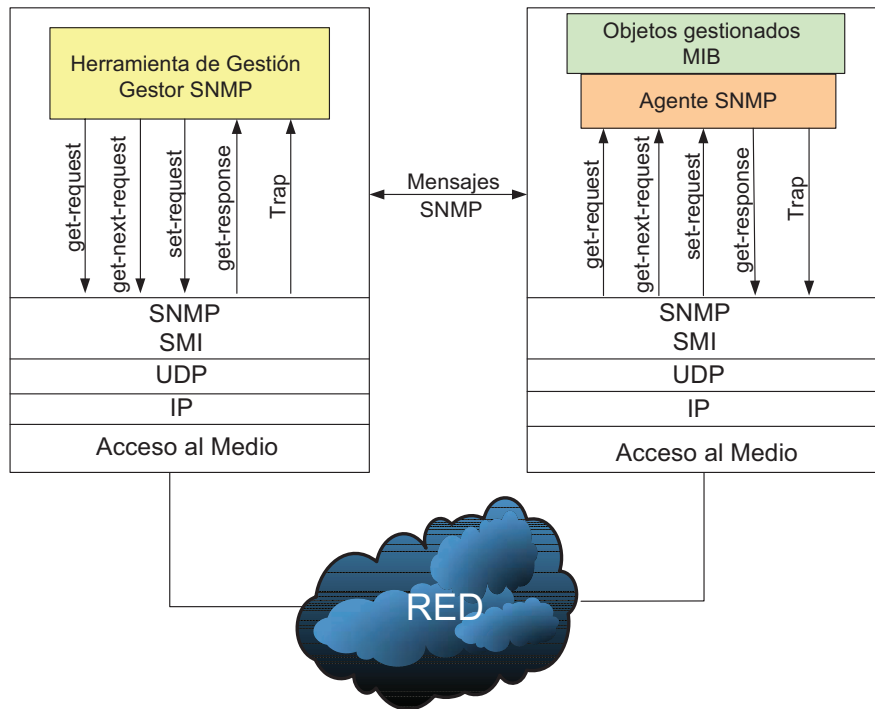 Herramienta de Gestión
Gestor SNMP
get-request
get-next-request
set-request
get-response
Trap
SNMP
SMI
UDP
IP
Acceso al Medio
Mensajes
SNMP
Objetos gestionados
MIB
Agente SNMP
get-request
get-next-request
set-request
get-response
Trap
SNMP
SMI
UDP
IP
Acceso al Medio
RED